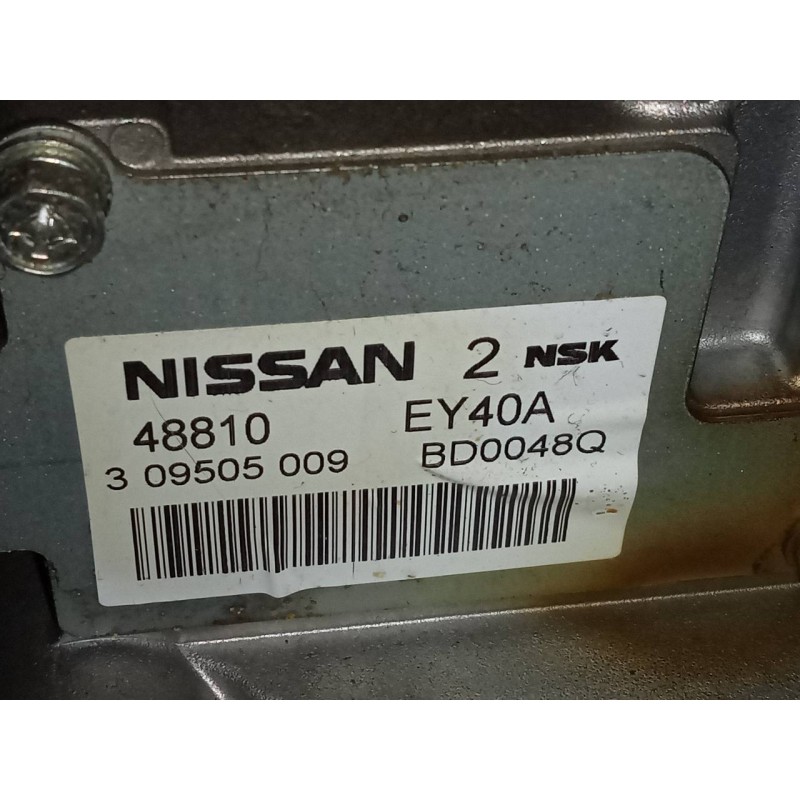 NISSAN 2 NSK
48810 EY40A
3 09505 009 BD0048Q